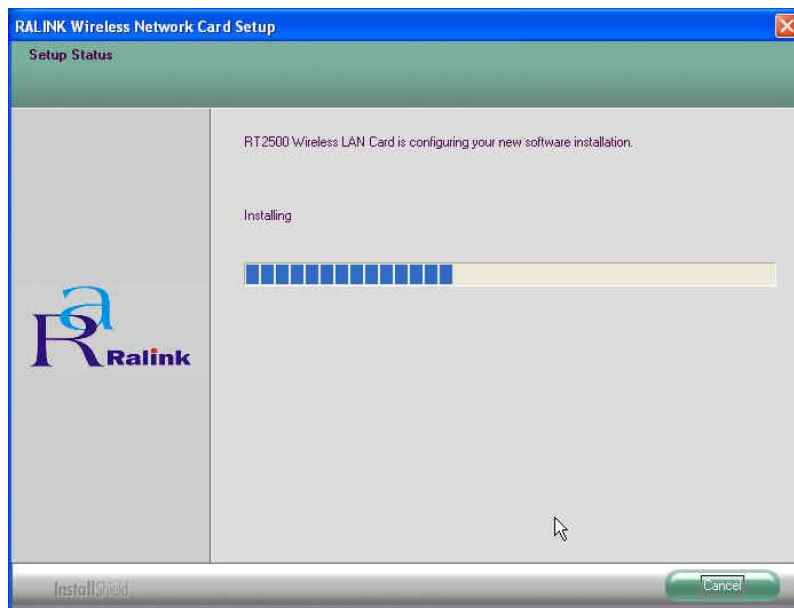 RALINK Wireless Network Card Setup
Setup Status
RT2500 Wireless LAN Card is configuring your new software installation.
Installing
Ra
Ralink
InstallShield
Cancel